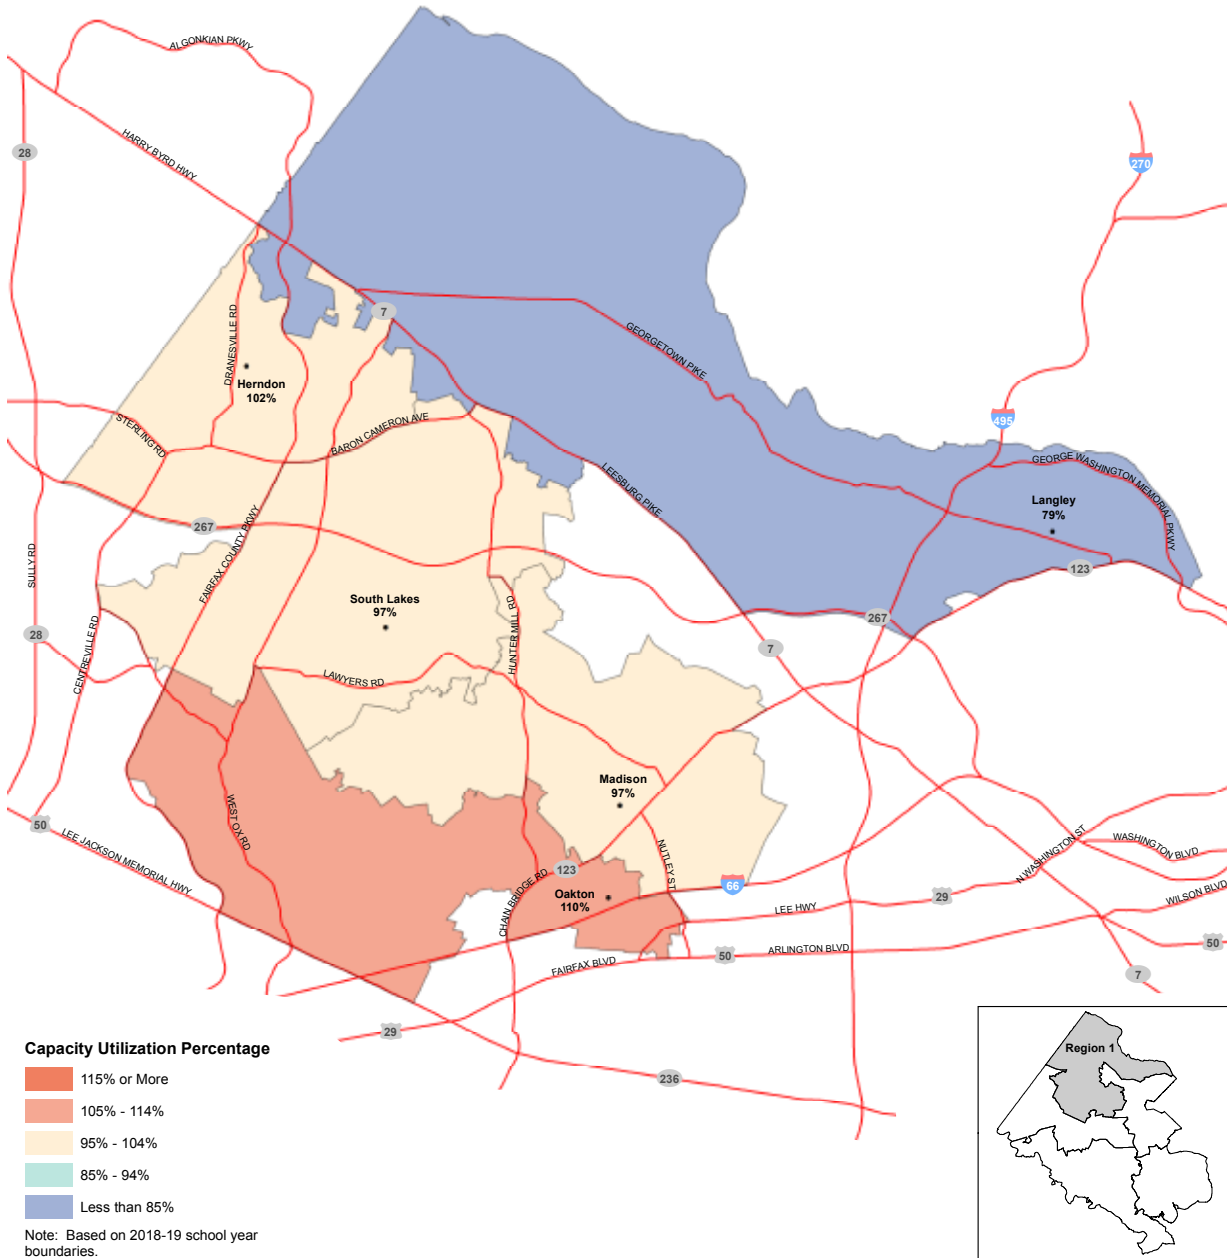 ALGONKIAN PKWY
HARRY BYRD HWY
28
270
7
DRANESVILLE RD
GEORGETOWN PIKE
Herndon
102%
STERLING RD
BARON CAMERON AVE
495
GEORGE WASHINGTON MEMORIAL PKWY
LEESBURG PIKE
Langley
79%
267
FAIRFAX COUNTY PKWY
SULLY RD
123
South Lakes
97%
HUNTER MILL RD
267
28
CENTREVILLE RD
7
LAWYERS RD
Madison
97%
WEST OX RD
50
LEE JACKSON MEMORIAL HWY
NUTLEY ST
N WASHINGTON ST
WASHINGTON BLVD
123
CHAIN BRIDGE RD
Oakton
110%
66
29
LEE HWY
WILSON BLVD
ARLINGTON BLVD
50
FAIRFAX BLVD
50
7
29
236
Capacity Utilization Percentage
115% or More
105% - 114%
95% - 104%
85% - 94%
Less than 85%
Note: Based on 2018-19 school year
boundaries.
Region 1